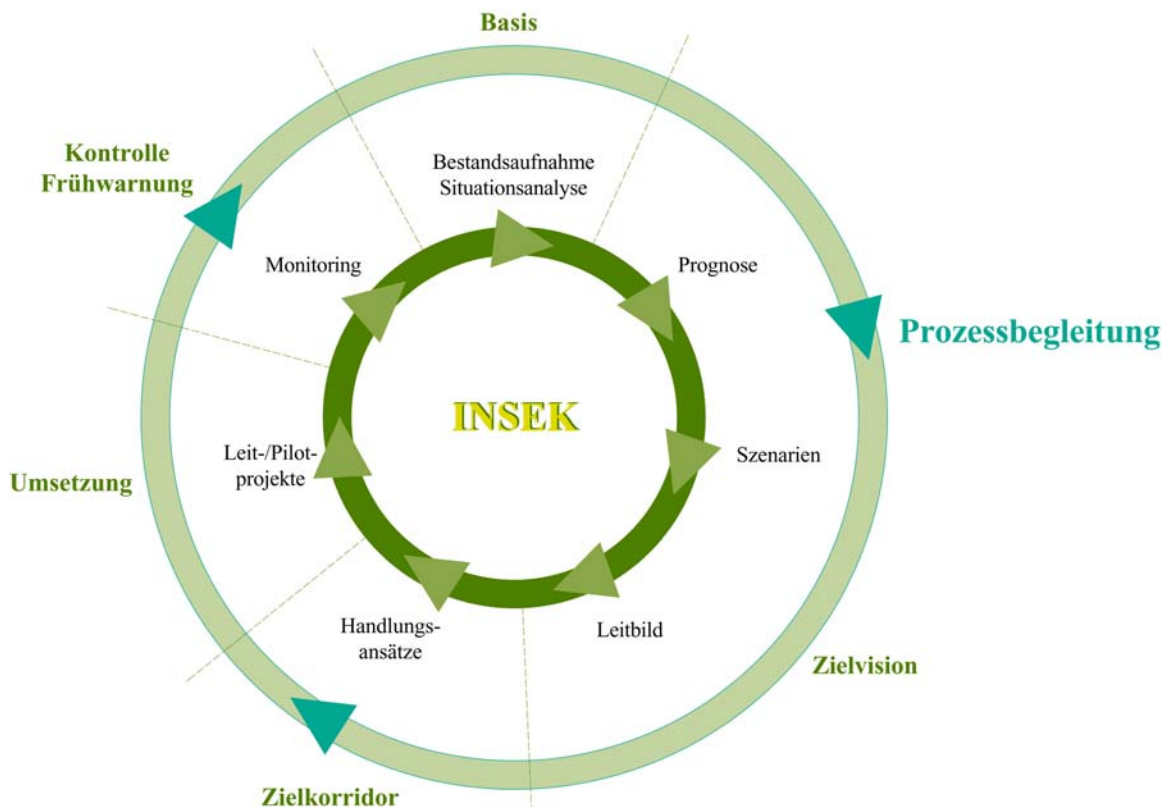 Basis
Kontrolle
Frühwarnung
Bestandsaufnahme
Situationsanalyse
Monitoring
Prognose
Prozessbegleitung
INSEK
Leit-/Pilot-
projekte
Szenarien
Umsetzung
Handlungs-
ansätze
Leitbild
Zielvision
Zielkorridor